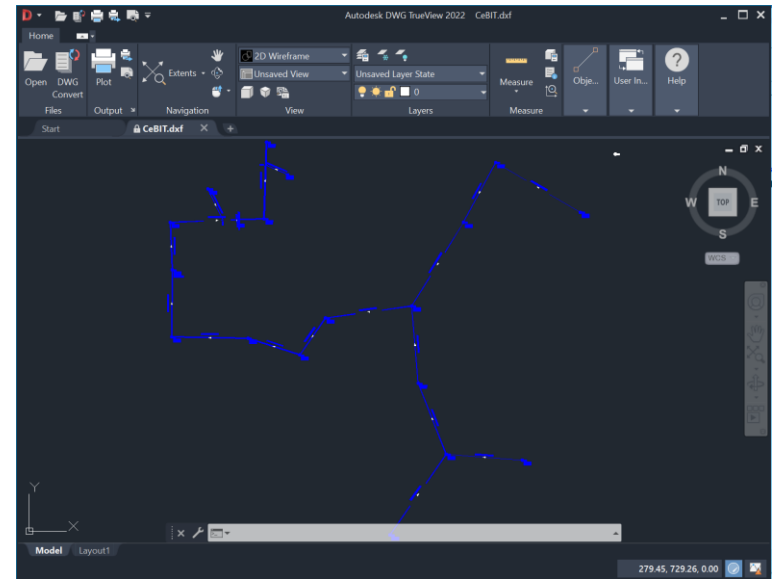 Autodesk DWG TrueView 2022 CeBIT.dxf
Home
Open
DWG Convert
Files
Plot
Output
Extents
Navigation
2D Wireframe
Unsaved View
View
Unsaved Layer State
0
Layers
Measure
Measure
Obje...
User In...
Help
Start
CeBIT.dxf
N
W
TOP
E
S
WCS
Y
X
Model
Layout1
279.45, 729.26, 0.00